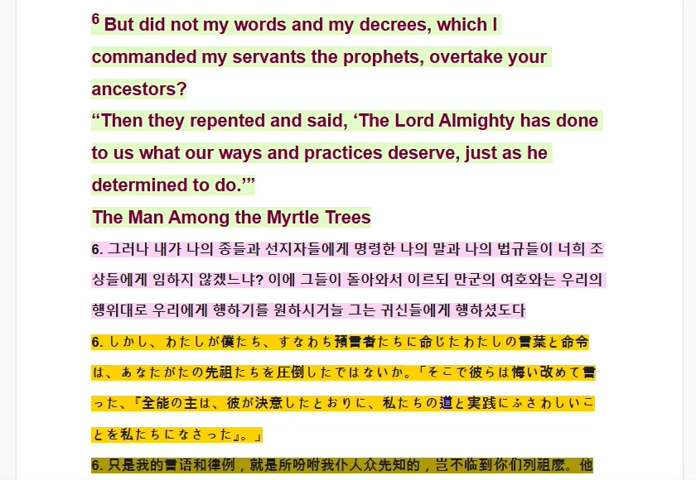 6 But did not my words and my decrees, which I
commanded my servants the prophets, overtake your
ancestors?
“Then they repented and said, ‘The Lord Almighty has done
to us what our ways and practices deserve, just as he
determined to do.’”
The Man Among the Myrtle Trees
6. 그러나 내가 나의 종들과 선지자들에게 명령한 나의 말과 나의 법규들이 너희 조
상들에게 임하지 않겠느냐? 이에 그들이 돌아와서 이르되 만군의 여호와는 우리의
행위대로 우리에게 행하기를 원하시거늘 그는 귀신들에게 행하셨도다
6. しかし、わたしが僕たち、すなわち預言者たちに命じたわたしの言葉と命令
は、あなたがたの先祖たちを圧倒したではないか。「そこで彼らは悔い改めて言
った、『全能の主は、彼が決意したとおりに、私たちの道と実践にふさわしいこ
とを私たちになさった』。」
6. 只是我的言语和律例，就是所吩咐我仆人众先知的，岂不临到你们列祖麽。他